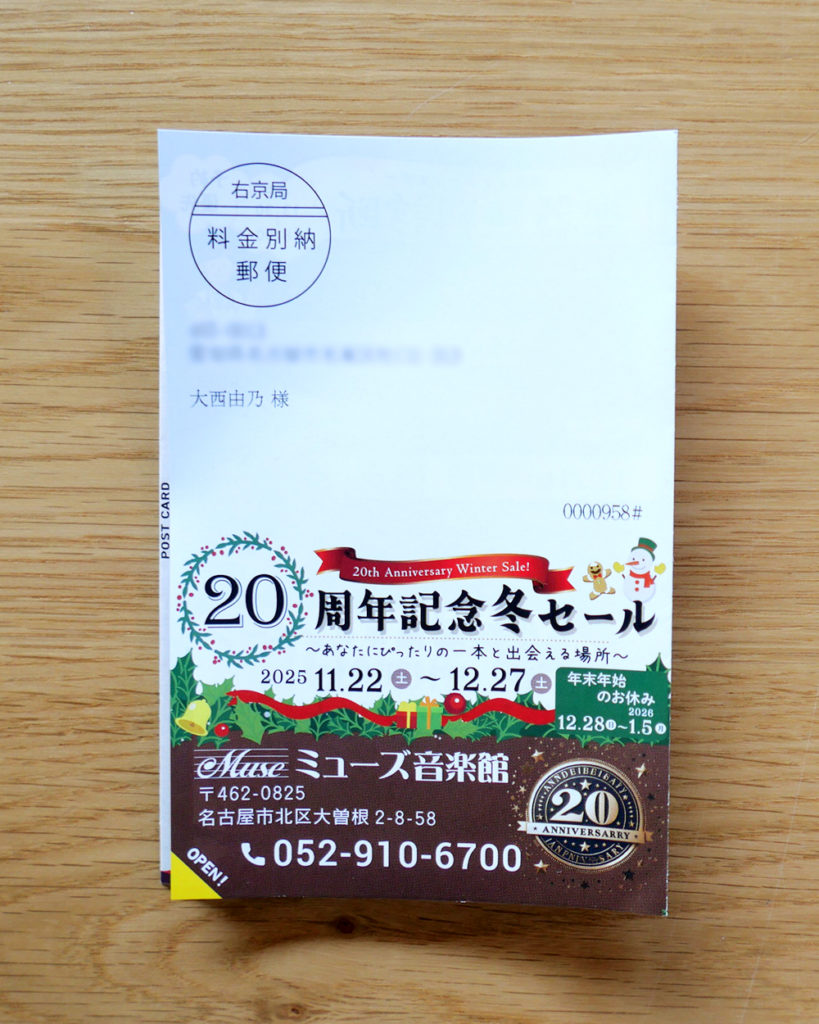 右京局
料金別納
郵便
大西由乃 様
0000958#
POST CARD
20th Anniversary Winter Sale!
20周年記念冬セール
～あなたにぴったりの一本と出会える場所～
2025 11.22 土 ～ 12.27 土
年末年始
のお休み
2026
12.28 日 ～ 1.5 月
Muse ミューズ音楽館
〒462-0825
名古屋市北区大曽根 2-8-58
052-910-6700
OPEN!
20
ANNIVERSARRY